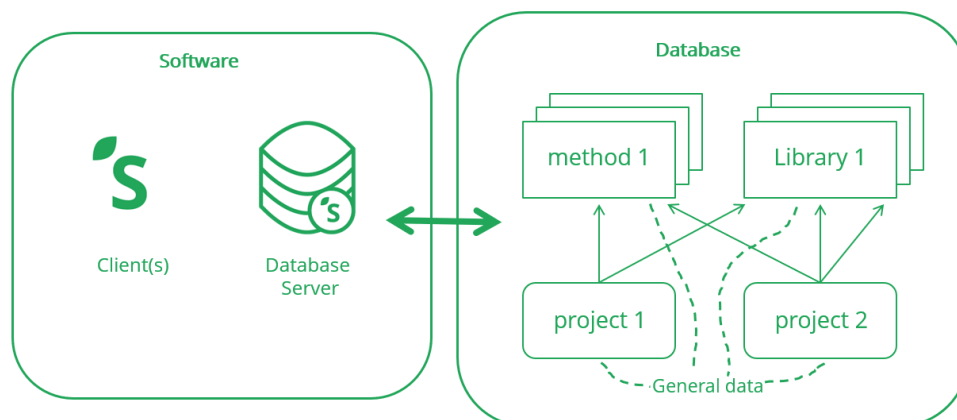 Software
Database
S
Client(s)
Database
Server
S
method 1
Library 1
project 1
project 2
General data